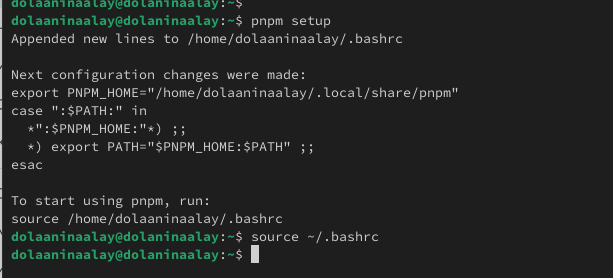 dolaaninaalay@dolaninaalay:~$
dolaaninaalay@dolaninaalay:~$ pnpm setup
Appended new lines to /home/dolaaninaalay/.bashrc
Next configuration changes were made:
export PNPM_HOME="/home/dolaaninaalay/.local/share/pnpm"
case ":$PATH:" in
  *":$PNPM_HOME:"*) ;;
  *) export PATH="$PNPM_HOME:$PATH" ;;
esac
To start using pnpm, run:
source /home/dolaaninaalay/.bashrc
dolaaninaalay@dolaninaalay:~$ source ~/.bashrc
dolaaninaalay@dolaninaalay:~$